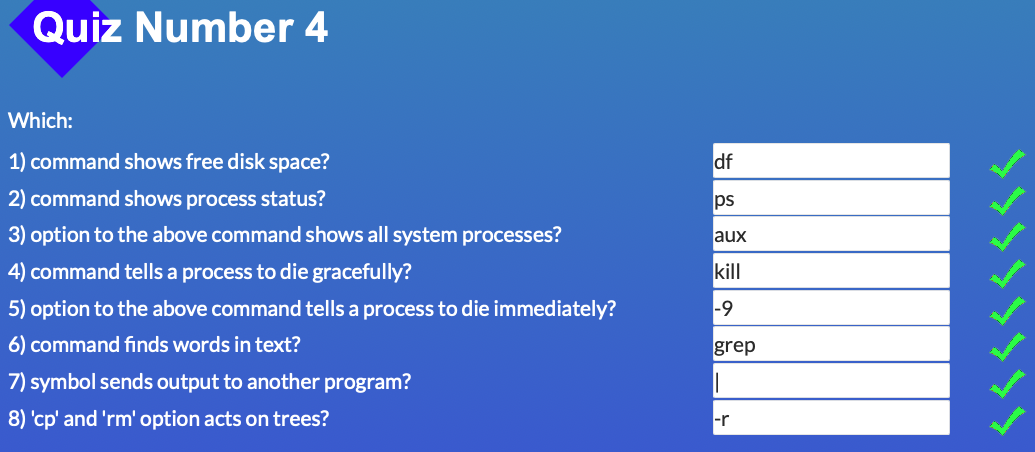 Quiz Number 4
Which:
1) command shows free disk space? df
2) command shows process status? ps
3) option to the above command shows all system processes? aux
4) command tells a process to die gracefully? kill
5) option to the above command tells a process to die immediately? -9
6) command finds words in text? grep
7) symbol sends output to another program? |
8) 'cp' and 'rm' option acts on trees? -r